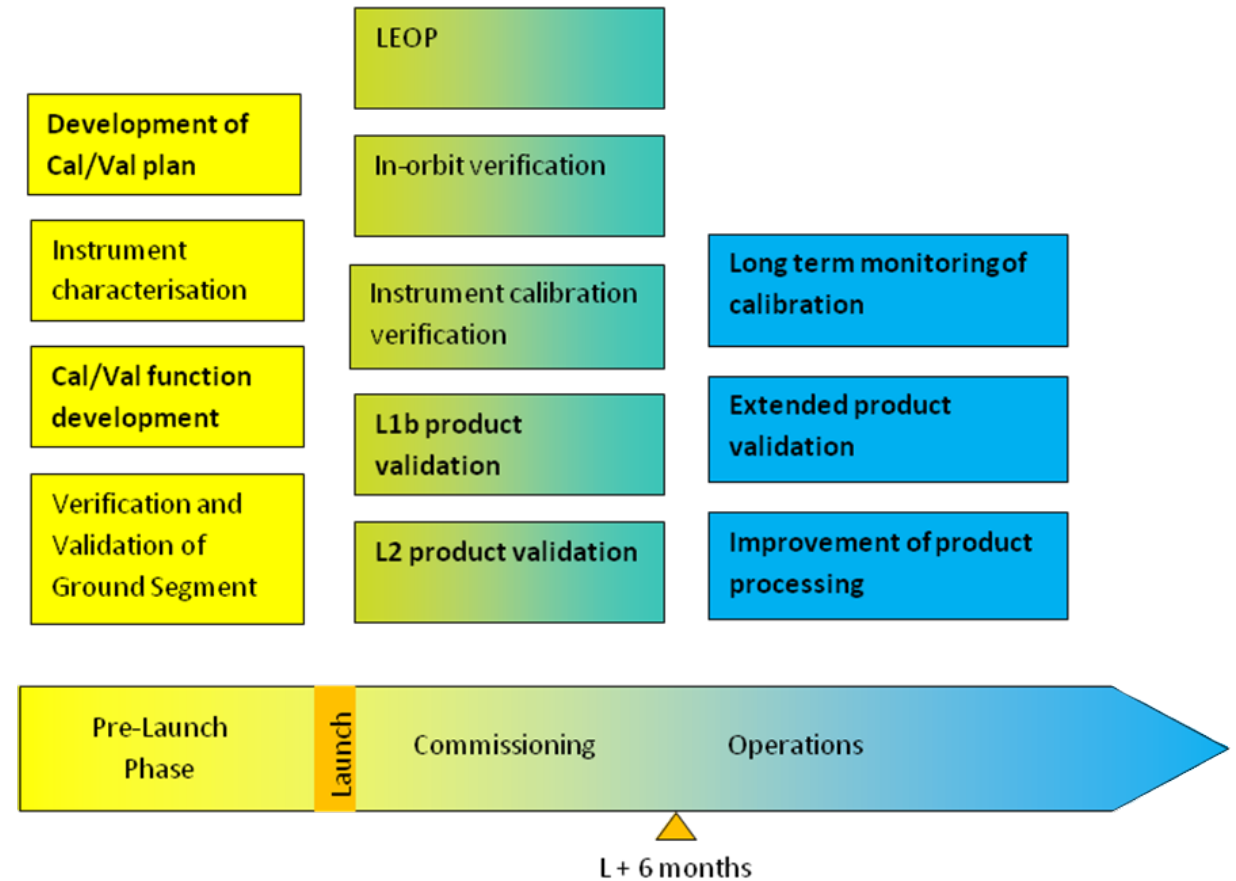 LEOP
Development of
Cal/Val plan
In-orbit verification
Instrument
characterisation
Long term monitoring of
calibration
Instrument calibration
verification
Cal/Val function
development
L1b product
validation
Extended product
validation
Verification and
Validation of
Ground Segment
L2 product validation
Improvement of product
processing
Pre-Launch
Phase
Launch
Commissioning
Operations
L + 6 months